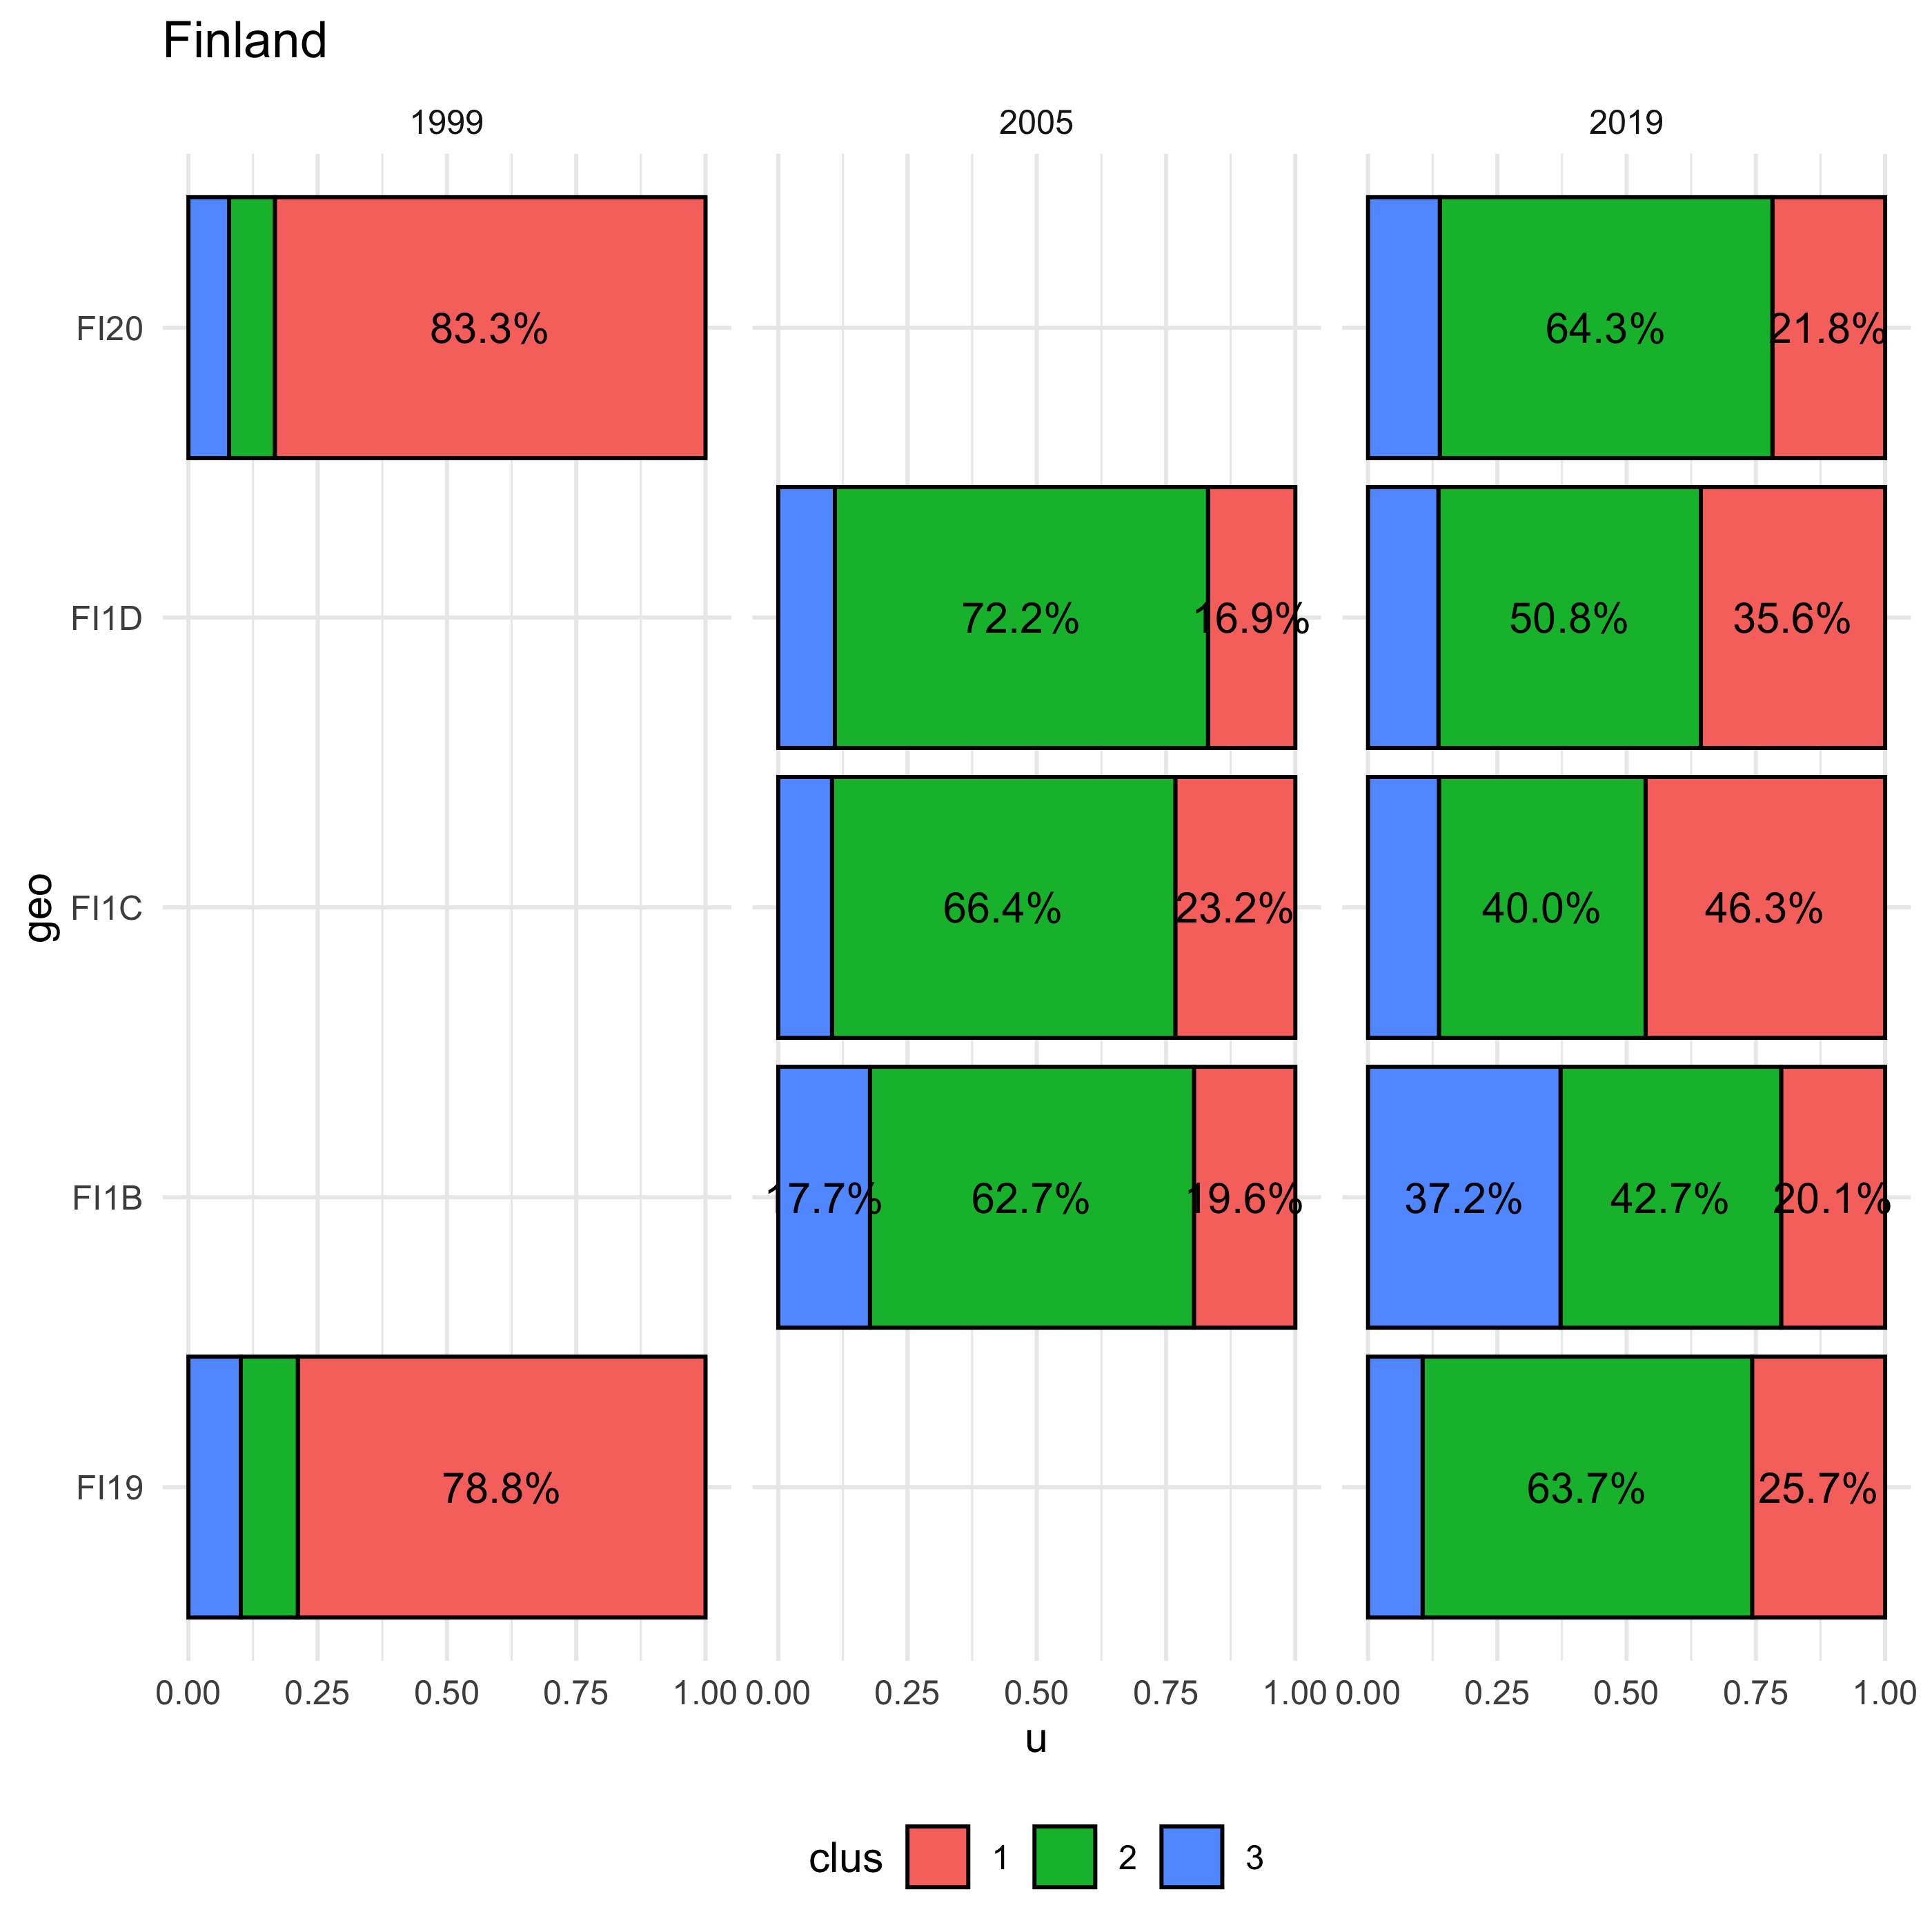 Finland
1999 2005 2019
FI20 83.3% 64.3% 21.8%
FI1D 72.2% 16.9% 50.8% 35.6%
FI1C 66.4% 23.2% 40.0% 46.3%
geo
FI1B 17.7% 62.7% 19.6% 37.2% 42.7% 20.1%
FI19 78.8% 63.7% 25.7%
0.00 0.25 0.50 0.75 1.00 0.00 0.25 0.50 0.75 1.00 0.00 0.25 0.50 0.75 1.00
u
clus 1 2 3